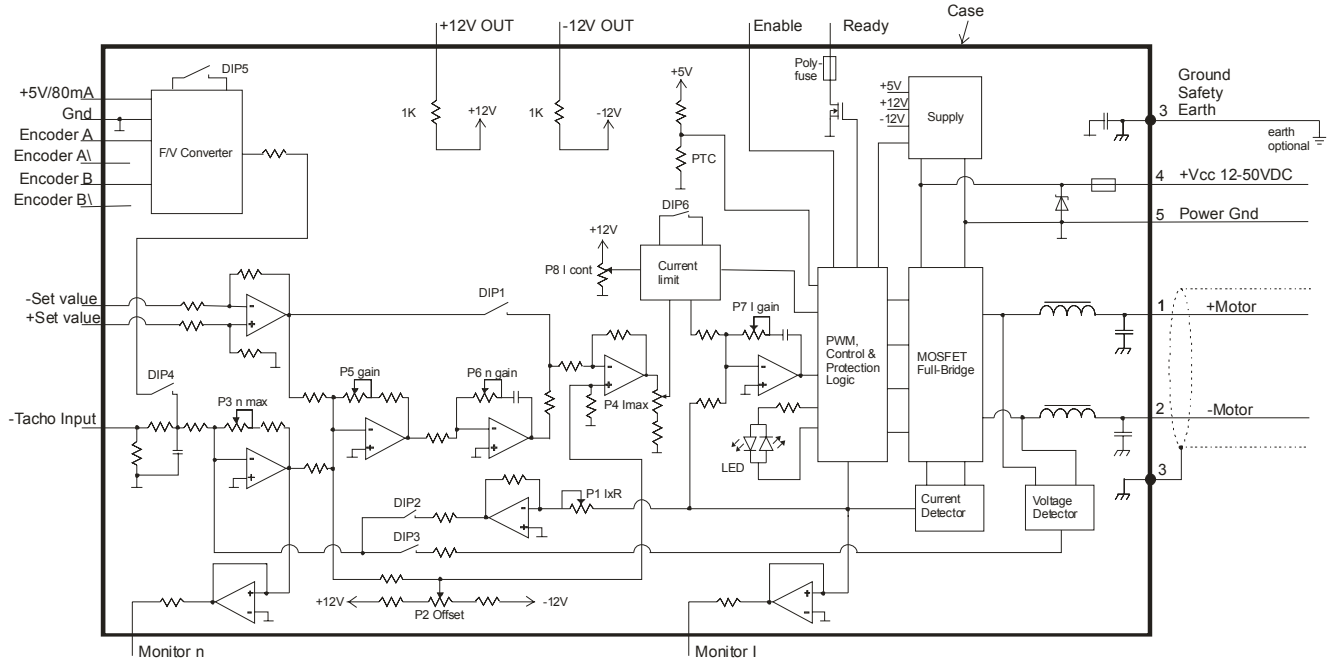 +12V OUT
-12V OUT
Enable
Ready
Case
DIP5
+5V/80mA
Gnd
Encoder A
Encoder A\
Encoder B
Encoder B\
F/V Converter
1K
+12V
1K
-12V
+5V
PTC
Poly-
fuse
+5V
+12V
-12V
Supply
Ground
Safety
Earth
3
earth
optional
4
+Vcc 12-50VDC
5
Power Gnd
DIP6
+12V
P8 I cont
Current
limit
-Set value
+Set value
-
+
DIP1
P7 I gain
-
+
PWM,
Control &
Protection
Logic
MOSFET
Full-Bridge
1
+Motor
2
-Motor
3
DIP4
P3 n max
-Tacho Input
-
+
P5 gain
-
+
P6 n gain
-
+
-
+
P4 Imax
LED
DIP2
DIP3
-
+
P1 IxR
Current
Detector
Voltage
Detector
+
-
+12V
P2 Offset
-12V
+
-
Monitor n
Monitor I